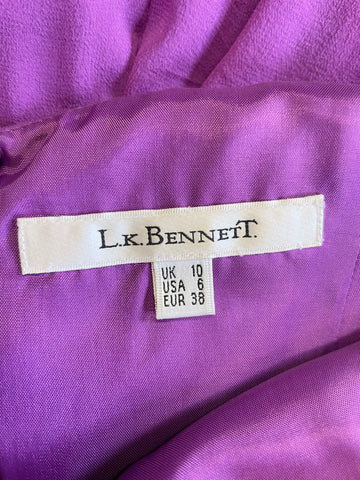 L.K.BENNETT.
UK 10
USA 6
EUR 38